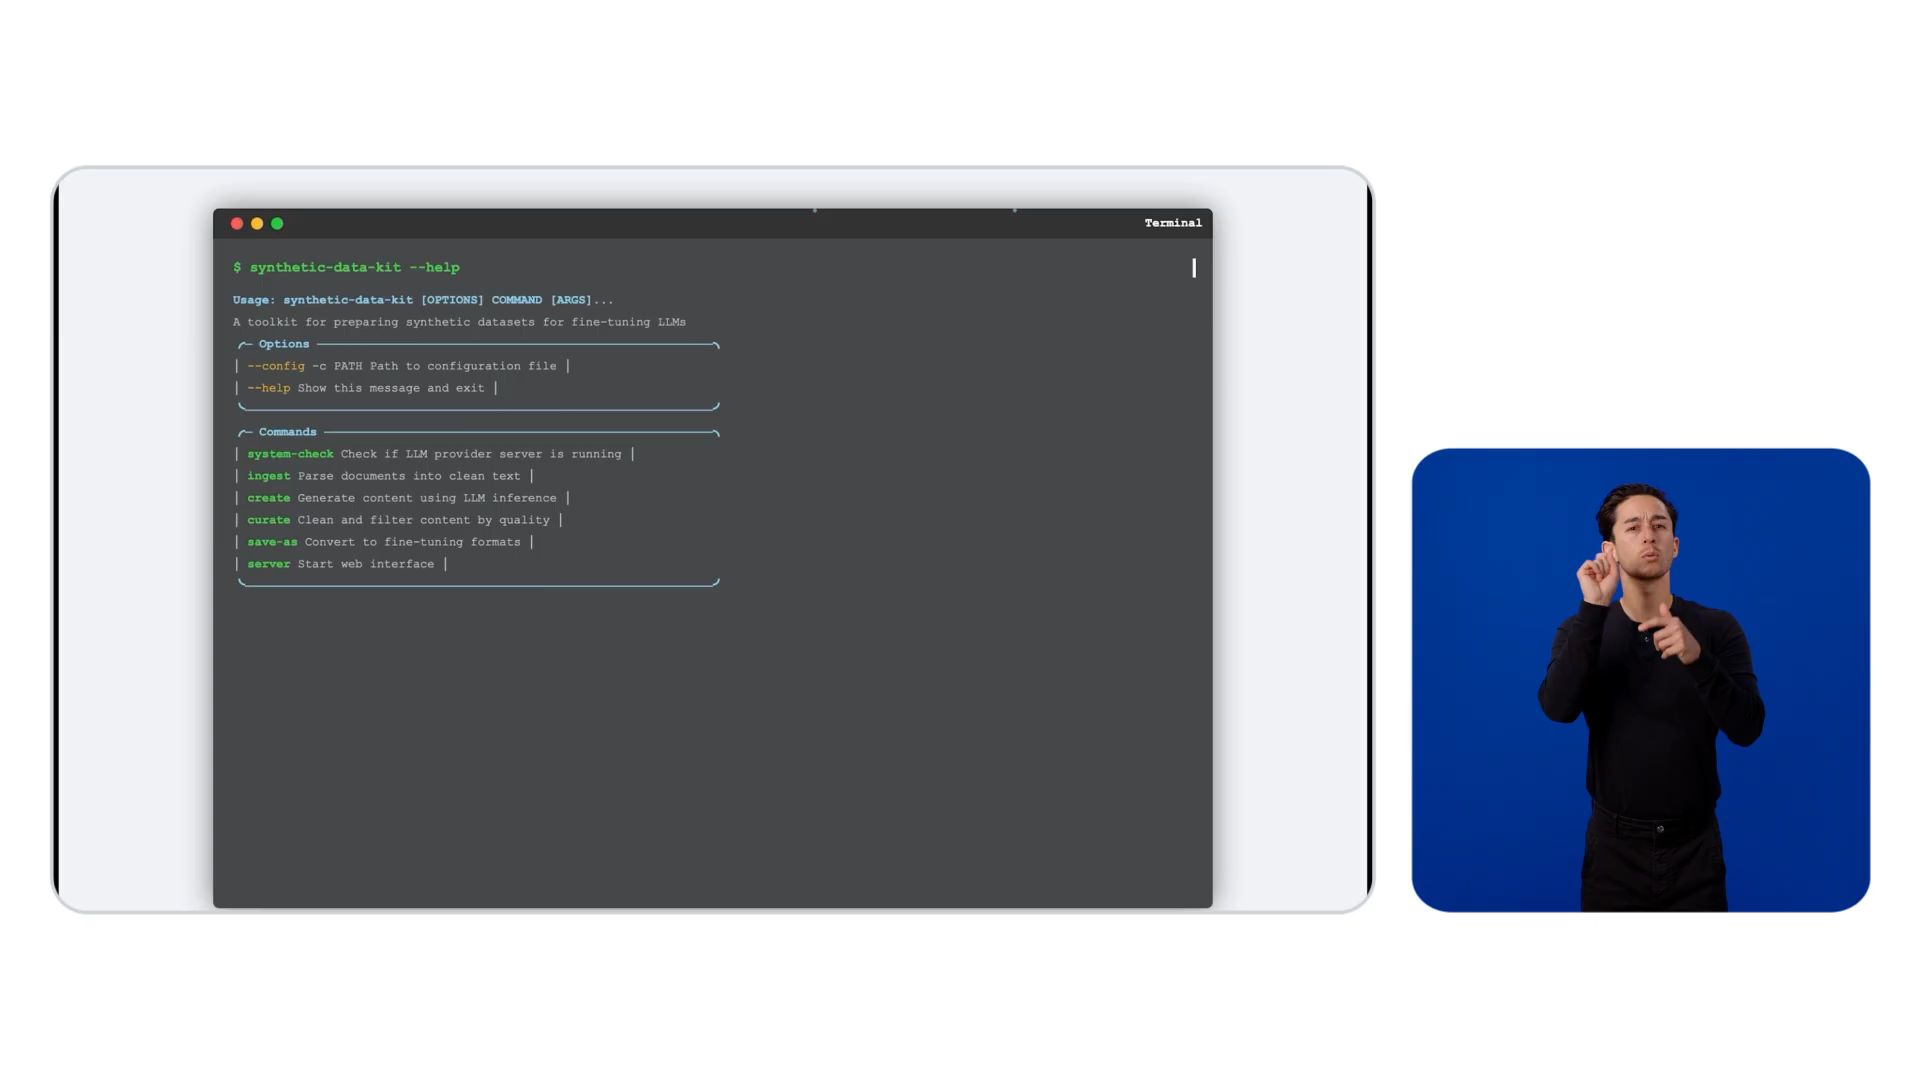 Terminal
$ synthetic-data-kit --help
Usage: synthetic-data-kit [OPTIONS] COMMAND [ARGS]...
A toolkit for preparing synthetic datasets for fine-tuning LLMs
Options
| --config -c PATH Path to configuration file |
| --help Show this message and exit |
Commands
| system-check Check if LLM provider server is running |
| ingest Parse documents into clean text |
| create Generate content using LLM inference |
| curate Clean and filter content by quality |
| save-as Convert to fine-tuning formats |
| server Start web interface |